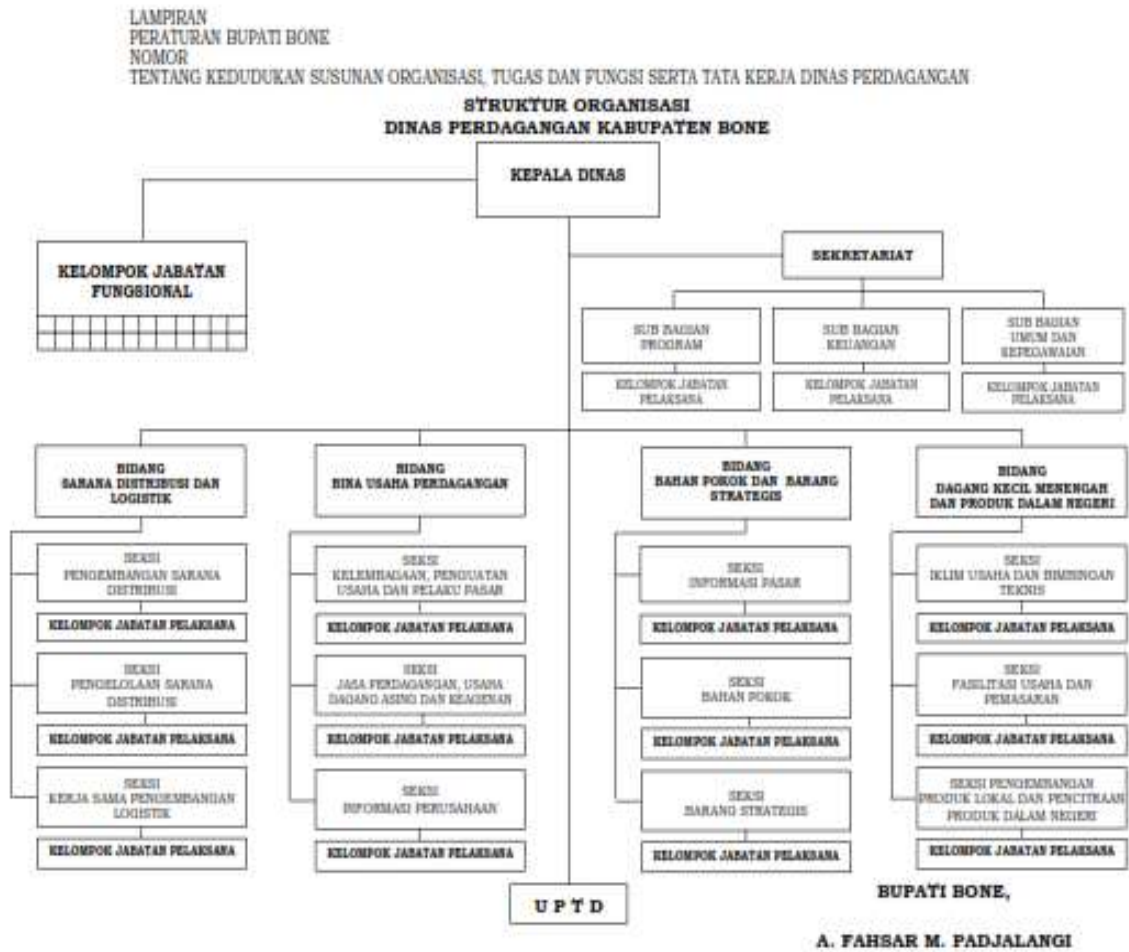 LAMPIRAN
PERATURAN BUPATI BONE
NOMOR
TENTANG KEDUDUKAN SUSUNAN ORGANISASI, TUGAS DAN FUNGSI SERTA TATA KERJA DINAS PERDAGANGAN
STRUKTUR ORGANISASI
DINAS PERDAGANGAN KABUPATEN BONE
KEPALA DINAS
KELOMPOK JABATAN
FUNGSIONAL
SEKRETARIAT
SUB BAGIAN
PROGRAM
SUB BAGIAN
KEUANGAN
SUB BAGIAN
UMUM DAN
KEPEGAWAIAN
KELOMPOK JABATAN
PELAKSANA
KELOMPOK JABATAN
PELAKSANA
KELOMPOK JABATAN
PELAKSANA
BIDANG
SARANA DISTRIBUSI DAN
LOGISTIK
BIDANG
BINA USAHA PERDAGANGAN
BIDANG
BAHAN POKOK DAN BARANG
STRATEGIS
BIDANG
DAGANG KECIL MENENGAH
DAN PRODUK DALAM NEGERI
SEKSI
PENGEMBANGAN SARANA
DISTRIBUSI
SEKSI
KELEMBAGAAN, PENGUATAN
USAHA DAN PELAKU PASAR
SEKSI
INFORMASI PASAR
SEKSI
IKLIM USAHA DAN BIMBINGAN
TEKNIS
KELOMPOK JABATAN PELAKSANA
KELOMPOK JABATAN PELAKSANA
KELOMPOK JABATAN PELAKSANA
KELOMPOK JABATAN PELAKSANA
SEKSI
PENGELOLAAN SARANA
DISTRIBUSI
SEKSI
JASA PERDAGANGAN, USAHA
DAGANG ASING DAN KEAGENAN
SEKSI
BAHAN POKOK
SEKSI
FASILITASI USAHA DAN
PEMASARAN
KELOMPOK JABATAN PELAKSANA
KELOMPOK JABATAN PELAKSANA
KELOMPOK JABATAN PELAKSANA
KELOMPOK JABATAN PELAKSANA
SEKSI
KERJA SAMA PENGEMBANGAN
LOGISTIK
SEKSI
INFORMASI PERUSAHAAN
SEKSI
BARANG STRATEGIS
SEKSI PENGEMBANGAN
PRODUK LOKAL DAN PENCITRAAN
PRODUK DALAM NEGERI
KELOMPOK JABATAN PELAKSANA
KELOMPOK JABATAN PELAKSANA
KELOMPOK JABATAN PELAKSANA
KELOMPOK JABATAN PELAKSANA
U P T D
BUPATI BONE,
A. FAHSAR M. PADJALANGI